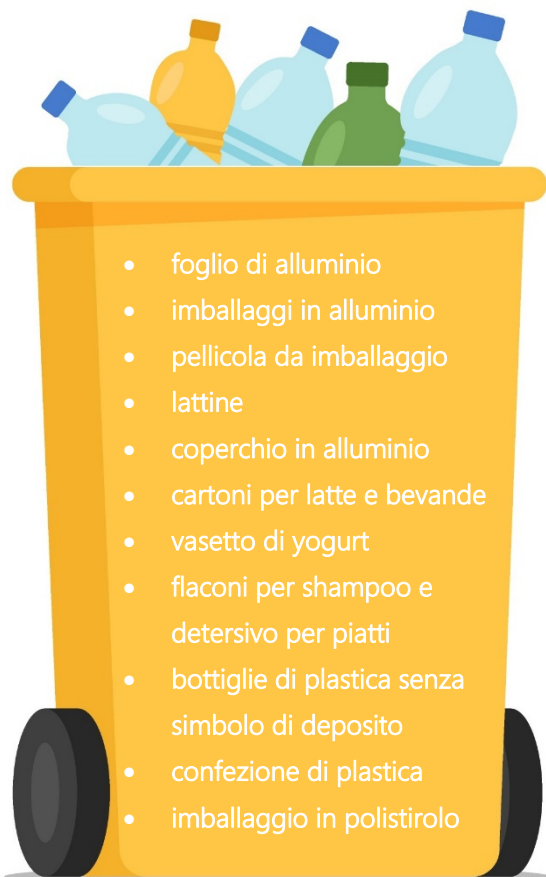 • foglio di alluminio
• imballaggi in alluminio
• pellicola da imballaggio
• lattine
• coperchio in alluminio
• cartoni per latte e bevande
• vasetto di yogurt
• flaconi per shampoo e
detersivo per piatti
• bottiglie di plastica senza
simbolo di deposito
• confezione di plastica
• imballaggio in polistirolo